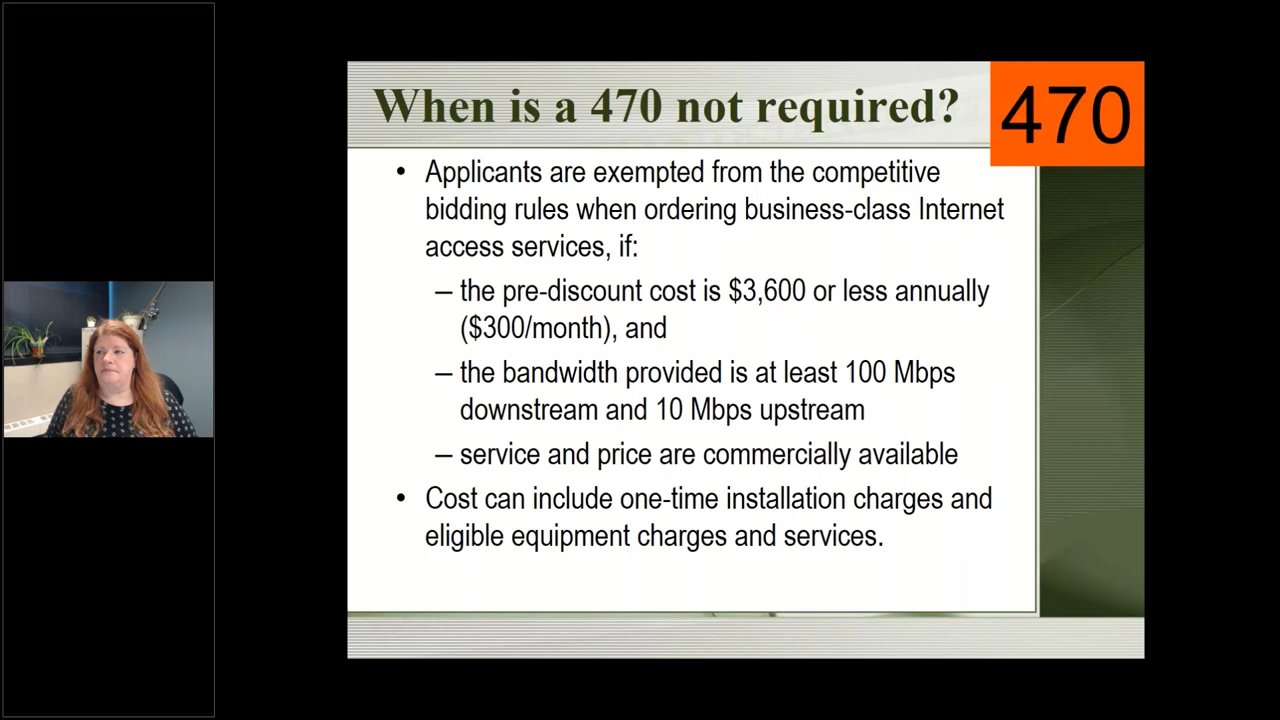 When is a 470 not required?
470
• Applicants are exempted from the competitive
bidding rules when ordering business-class Internet
access services, if:
– the pre-discount cost is $3,600 or less annually
($300/month), and
– the bandwidth provided is at least 100 Mbps
downstream and 10 Mbps upstream
– service and price are commercially available
• Cost can include one-time installation charges and
eligible equipment charges and services.